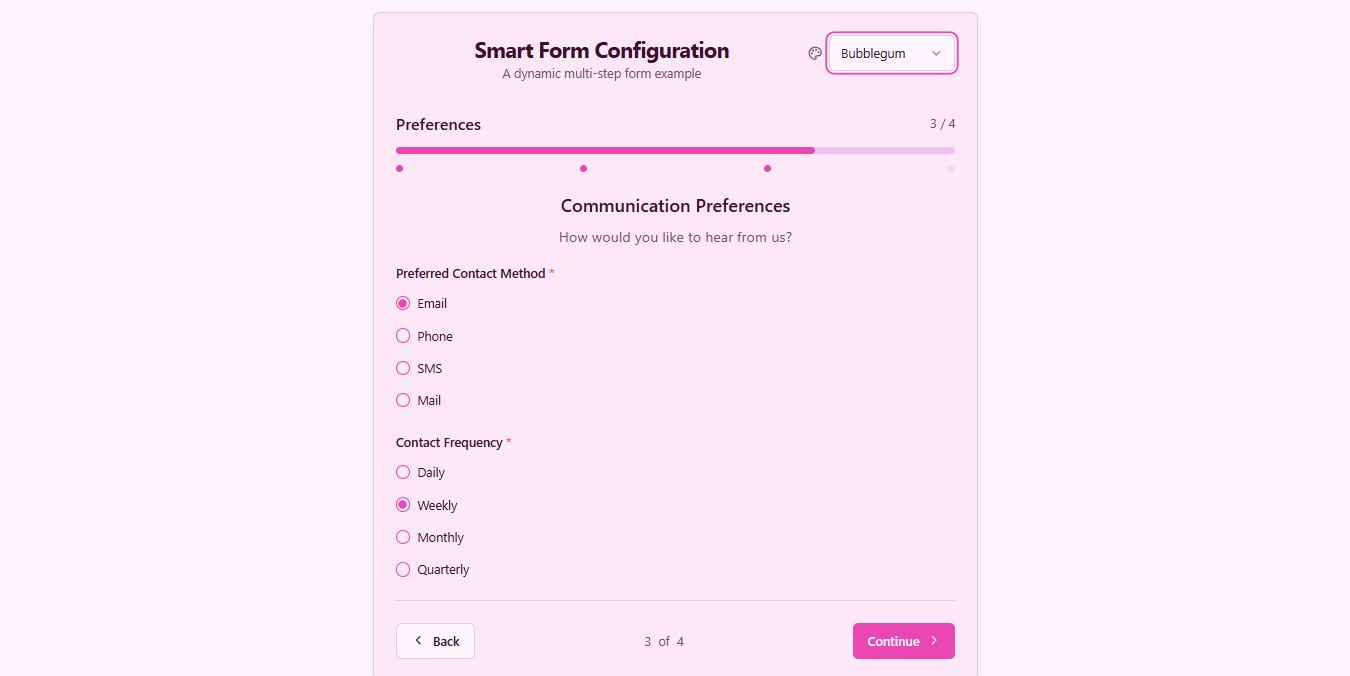 Smart Form Configuration
A dynamic multi-step form example
Bubblegum
Preferences
3 / 4
Communication Preferences
How would you like to hear from us?
Preferred Contact Method *
Email
Phone
SMS
Mail
Contact Frequency *
Daily
Weekly
Monthly
Quarterly
Back
3 of 4
Continue